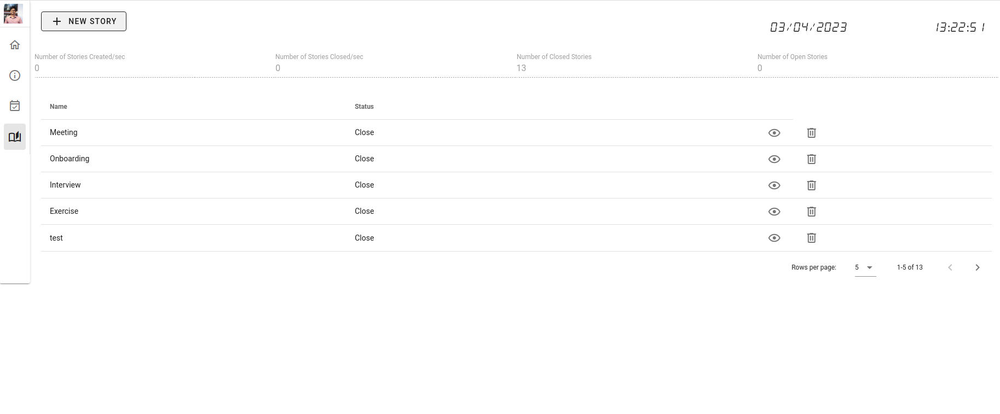 NEW STORY
03/04/2023 13:22:51
Number of Stories Created/sec Number of Stories Closed/sec Number of Closed Stories Number of Open Stories
0 0 13 0
Name Status
Meeting Close
Onboarding Close
Interview Close
Exercise Close
test Close
Rows per page: 5 1-5 of 13